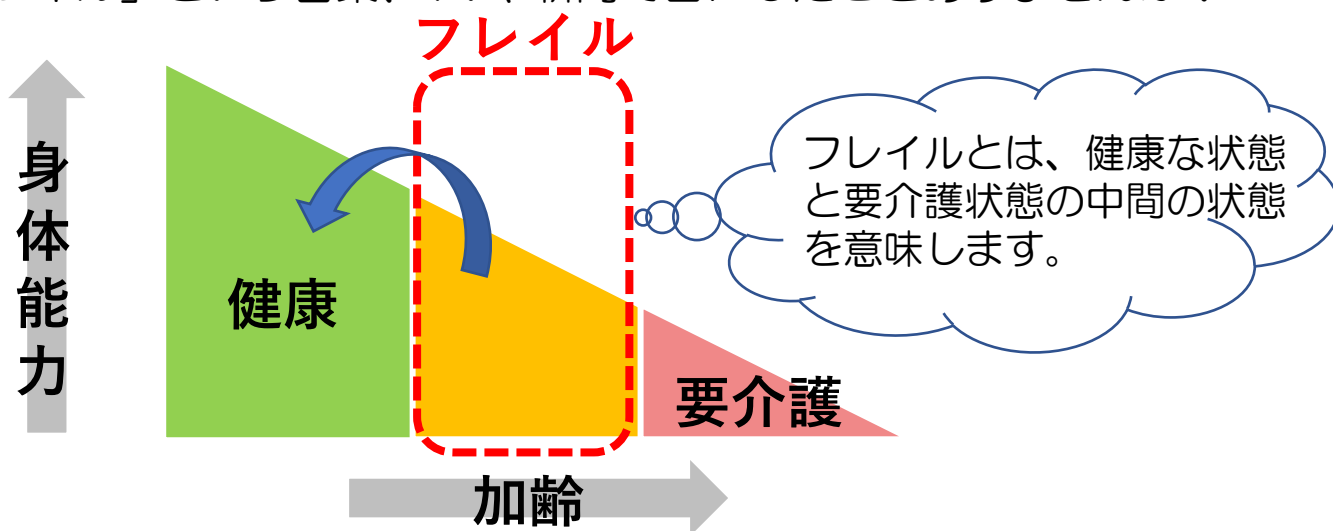 フレイル
身体能力
フレイルとは、健康な状態
と要介護状態の中間の状態
を意味します。
健康
要介護
加齢